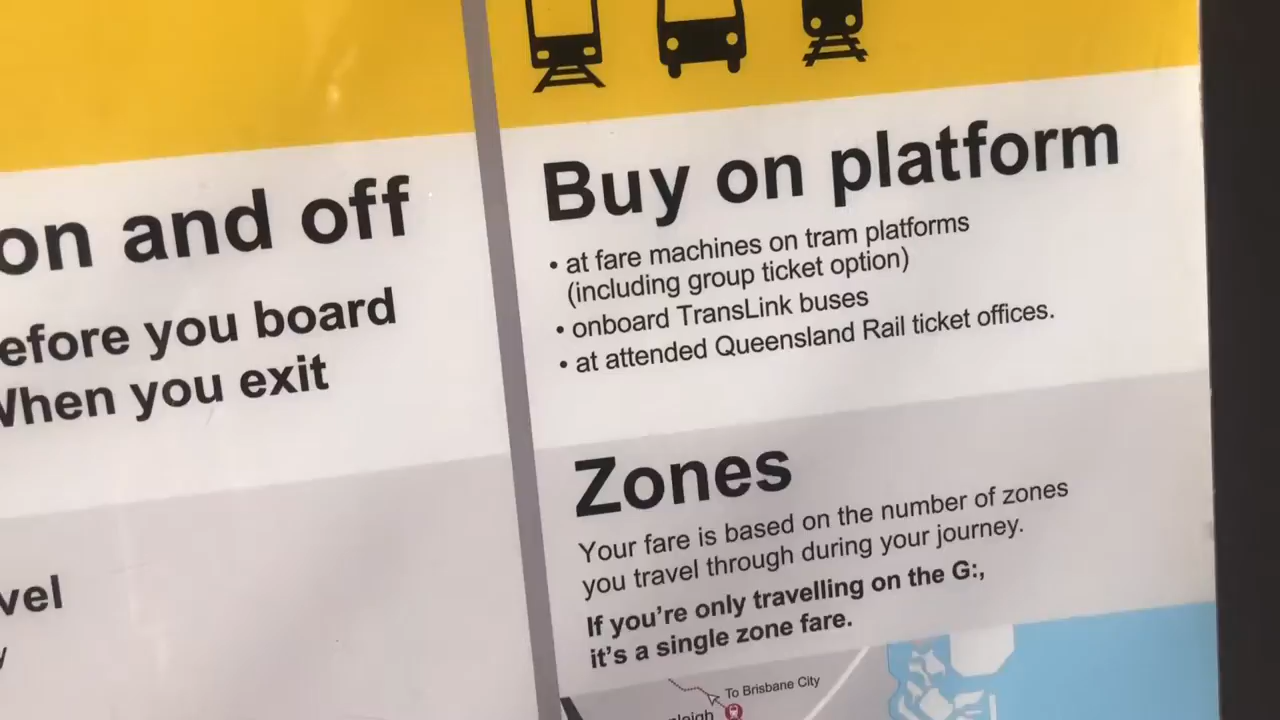 on and off
before you board
When you exit
Buy on platform
• at fare machines on tram platforms
(including group ticket option)
• onboard TransLink buses
• at attended Queensland Rail ticket offices.
Zones
Your fare is based on the number of zones
you travel through during your journey.
If you're only travelling on the G:,
it's a single zone fare.
To Brisbane City